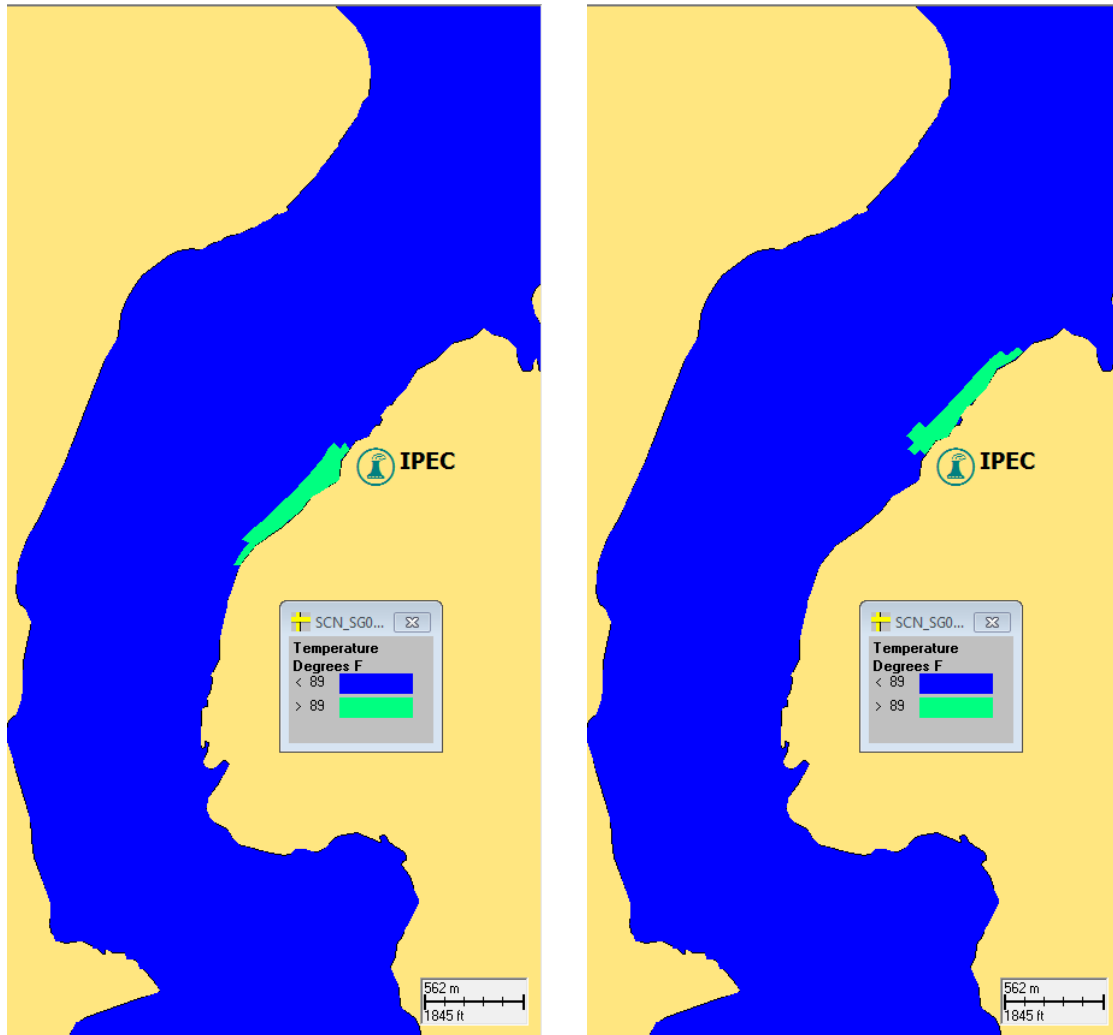 IPEC
SCN_SG0...
Temperature
Degrees F
< 89
> 89
562 m
1845 ft
IPEC
SCN_SG0...
Temperature
Degrees F
< 89
> 89
562 m
1845 ft